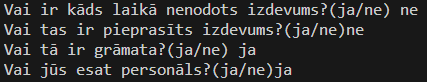 Vai ir kāds laikā nenodots izdevums?(ja/ne) ne
Vai tas ir pieprasīts izdevums?(ja/ne)ne
Vai tā ir grāmata?(ja/ne) ja
Vai jūs esat personāls?(ja/ne)ja